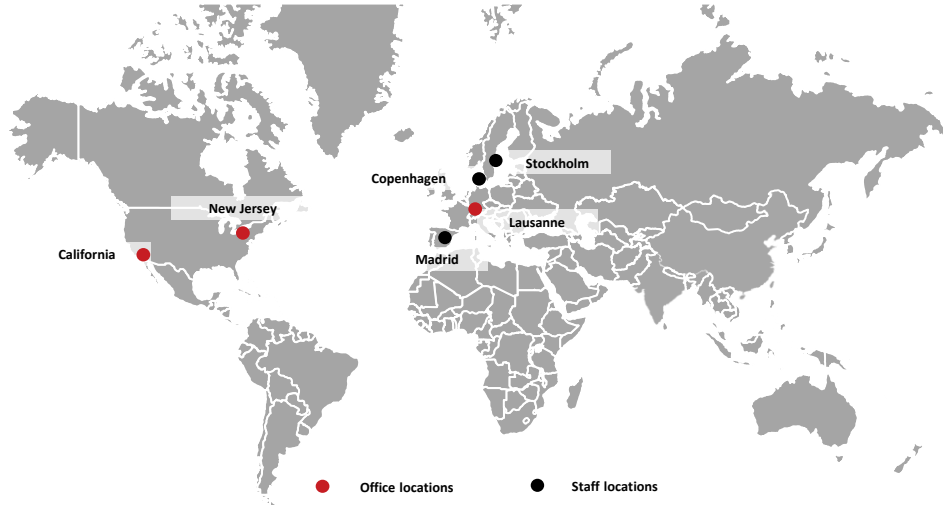 Stockholm
Copenhagen
New Jersey
Lausanne
California
Madrid
Office locations
Staff locations